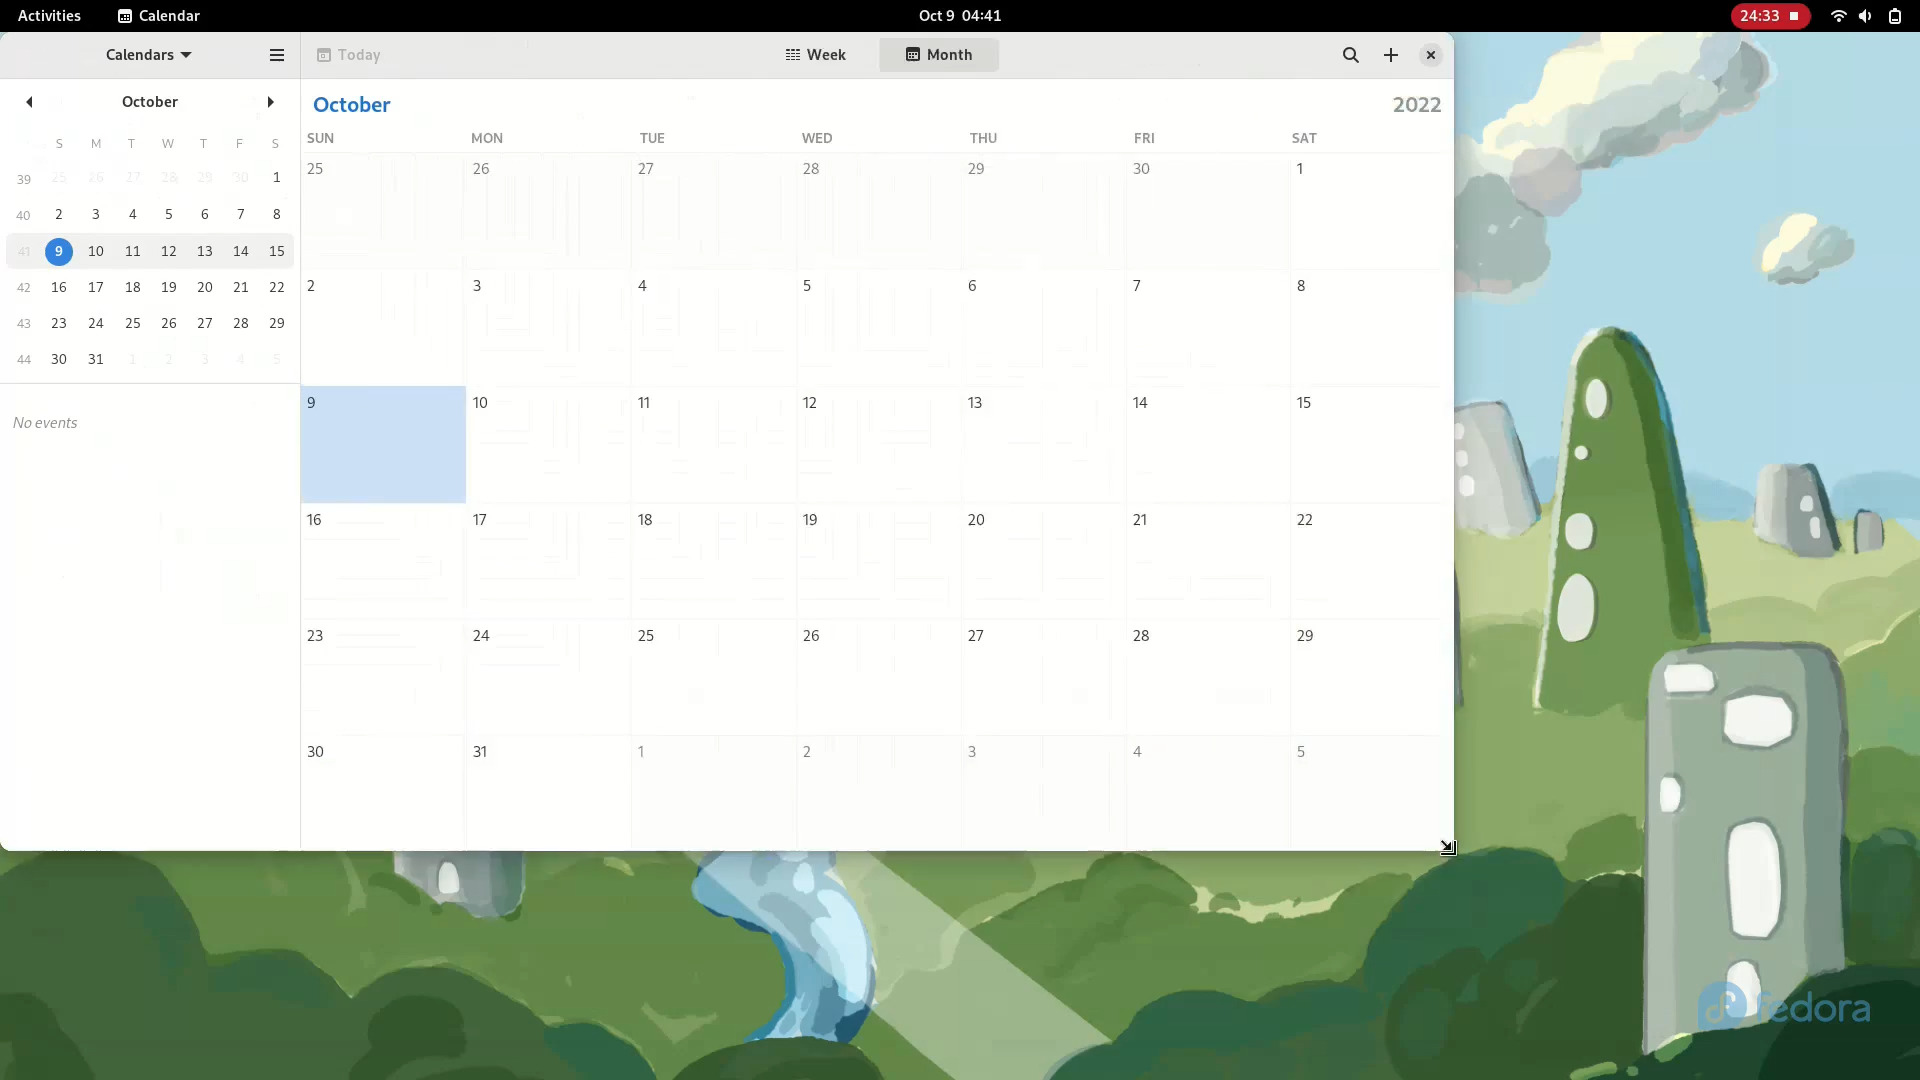 Activities Calendar Oct 9 04:41 24:33
Calendars Today Week Month
October
October 2022
S M T W T F S
SUN MON TUE WED THU FRI SAT
39 25 26 27 28 29 30 1
40 2 3 4 5 6 7 8
41 9 10 11 12 13 14 15
42 16 17 18 19 20 21 22
43 23 24 25 26 27 28 29
44 30 31 1 2 3 4 5
No events
25 26 27 28 29 30 1
2 3 4 5 6 7 8
9 10 11 12 13 14 15
16 17 18 19 20 21 22
23 24 25 26 27 28 29
30 31 1 2 3 4 5
fedora